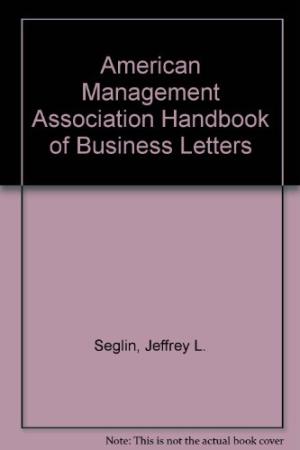 American
Management
Association Handbook
of Business Letters
Seglin, Jeffrey L.
Note: This is not the actual book cover